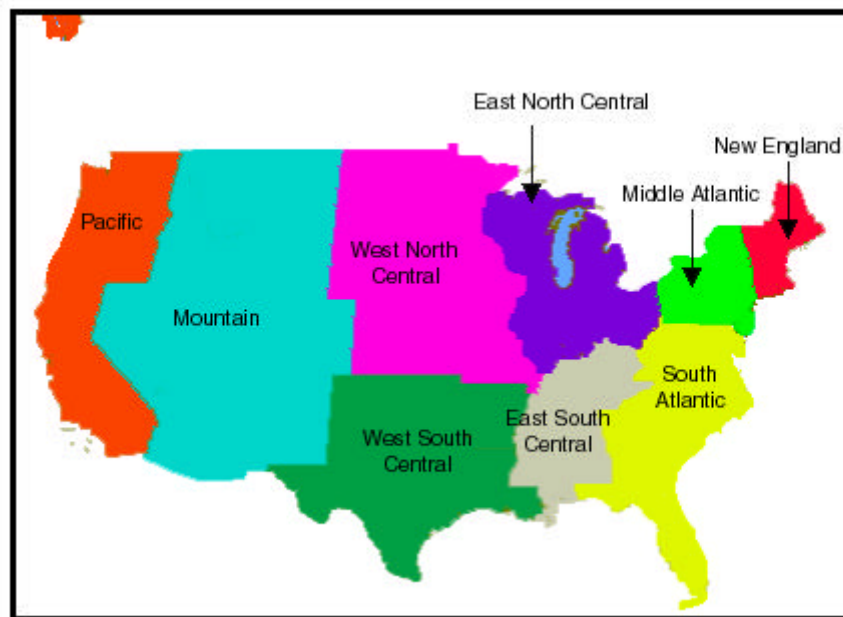 East North Central
New England
Middle Atlantic
Pacific
West North
Central
Mountain
South
Atlantic
East South
Central
West South
Central